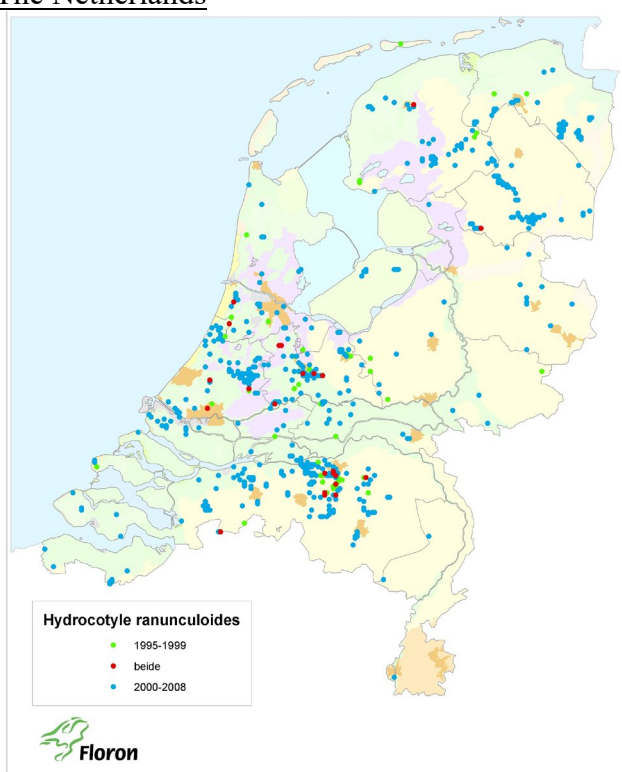 The Netherlands
Hydrocotyle ranunculoides
1995-1999
beide
2000-2008
Floron